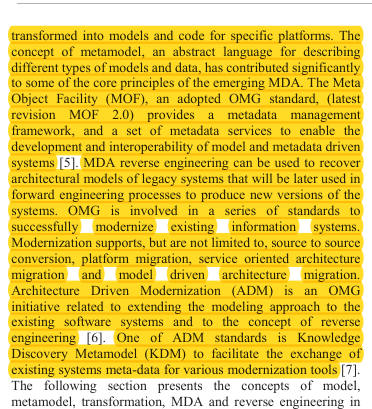 transformed into models and code for specific platforms. The
concept of metamodel, an abstract language for describing
different types of models and data, has contributed significantly
to some of the core principles of the emerging MDA. The Meta
Object Facility (MOF), an adopted OMG standard, (latest
revision MOF 2.0) provides a metadata management
framework, and a set of metadata services to enable the
development and interoperability of model and metadata driven
systems [5]. MDA reverse engineering can be used to recover
architectural models of legacy systems that will be later used in
forward engineering processes to produce new versions of the
systems. OMG is involved in a series of standards to
successfully modernize existing information systems.
Modernization supports, but are not limited to, source to source
conversion, platform migration, service oriented architecture
migration and model driven architecture migration.
Architecture Driven Modernization (ADM) is an OMG
initiative related to extending the modeling approach to the
existing software systems and to the concept of reverse
engineering [6]. One of ADM standards is Knowledge
Discovery Metamodel (KDM) to facilitate the exchange of
existing systems meta-data for various modernization tools [7].
The following section presents the concepts of model,
metamodel, transformation, MDA and reverse engineering in